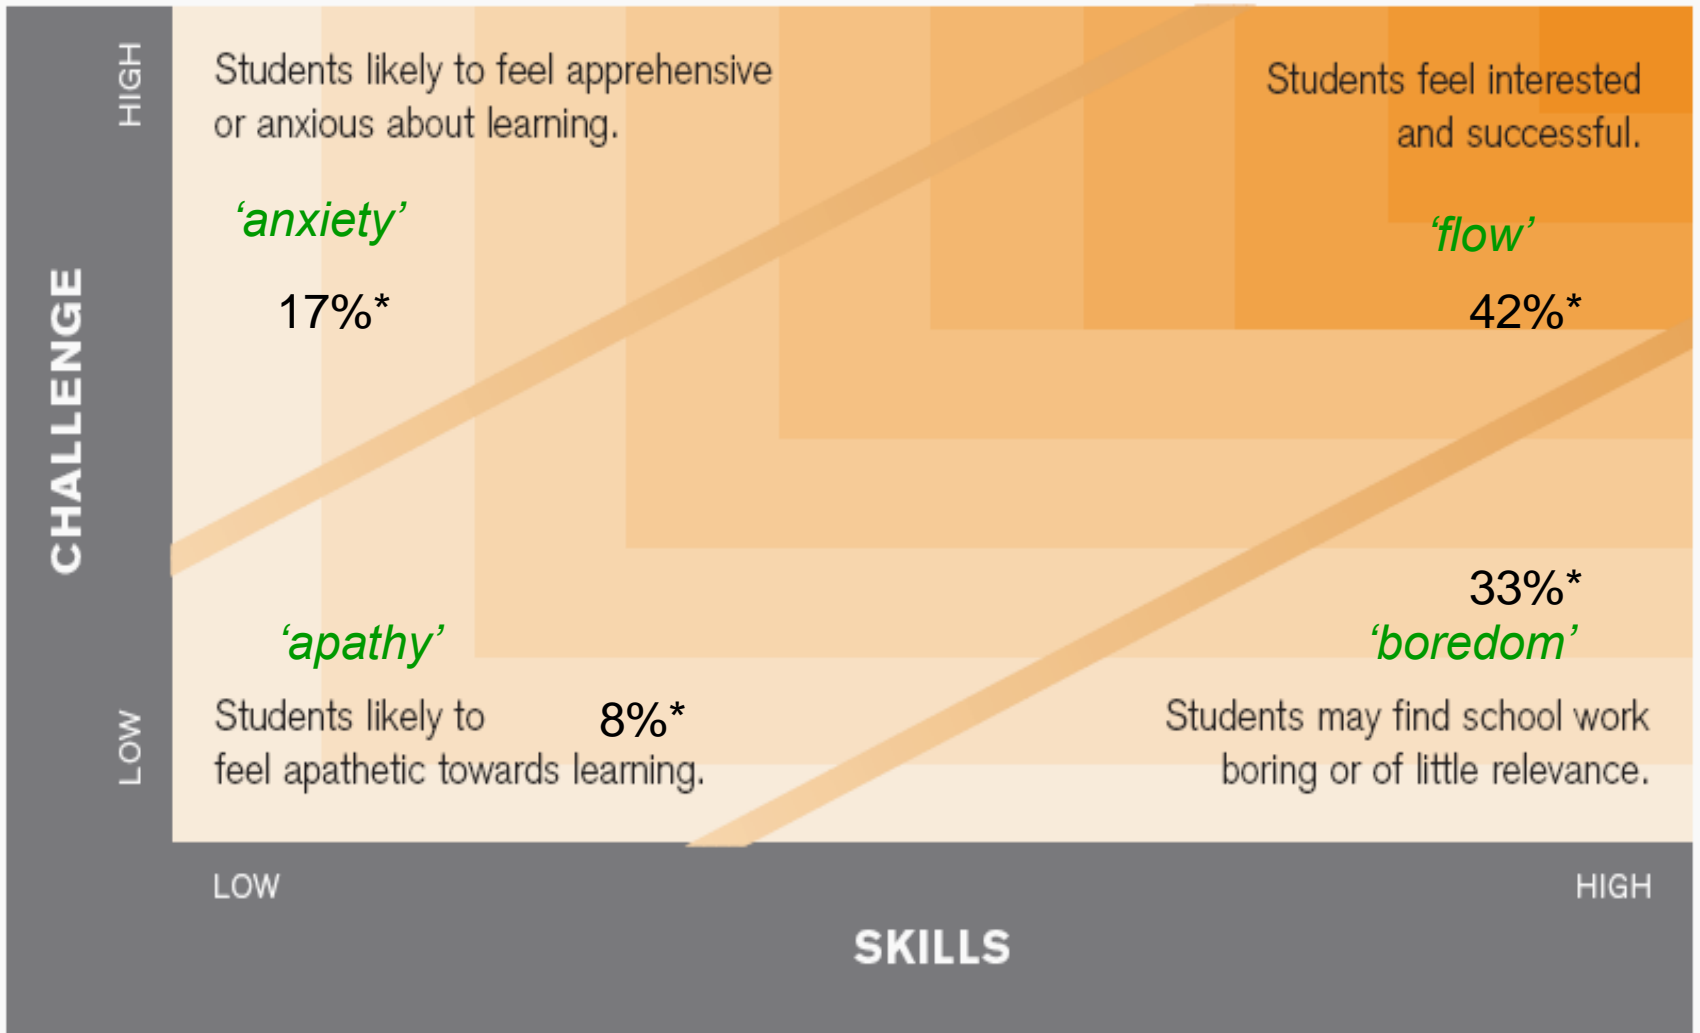 HIGH
Students likely to feel apprehensive
or anxious about learning.
‘anxiety’
17%*
Students feel interested
and successful.
‘flow’
42%*
CHALLENGE
33%*
‘boredom’
‘apathy’
LOW
Students likely to
8%*
feel apathetic towards learning.
Students may find school work
boring or of little relevance.
LOW
HIGH
SKILLS